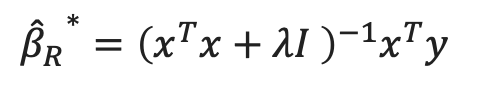 β̂_R^* = (x^T x + λI )^{-1} x^T y